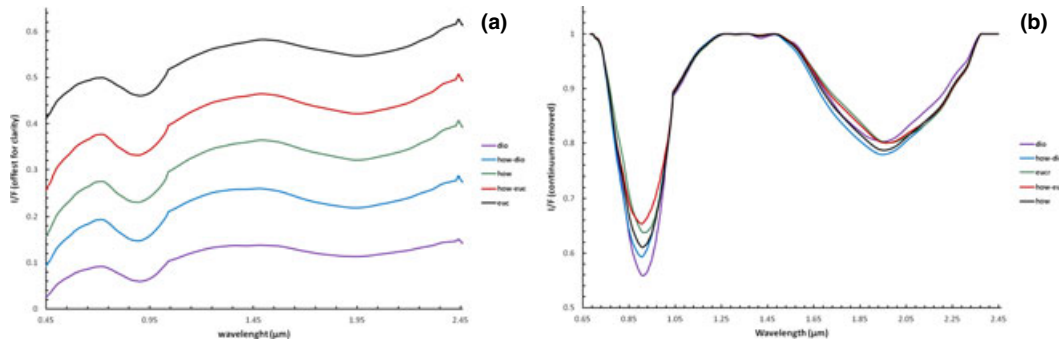 (a)
0.6
0.5
0.4
0.3
0.2
0.1
0
I/F (offest for clarity)
0.45
0.95
1.45
1.95
2.45
wavelenght (µm)
dio
how-dio
how
how-euc
euc
(b)
1
0.9
0.8
0.7
0.6
0.5
I/F (continuum removed)
0.65
0.85
1.05
1.25
1.45
1.65
1.85
2.05
2.25
2.45
Wavelength (µm)
dio
how-di
eucr
how-eu
how